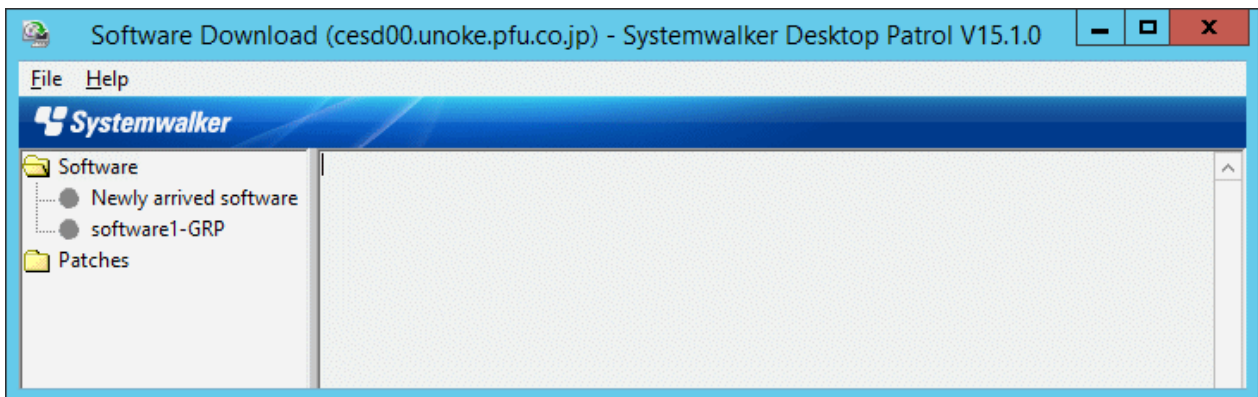 Software Download (cesd00.unoke.pfu.co.jp) - Systemwalker Desktop Patrol V15.1.0
File Help
Systemwalker
Software
Newly arrived software
software1-GRP
Patches